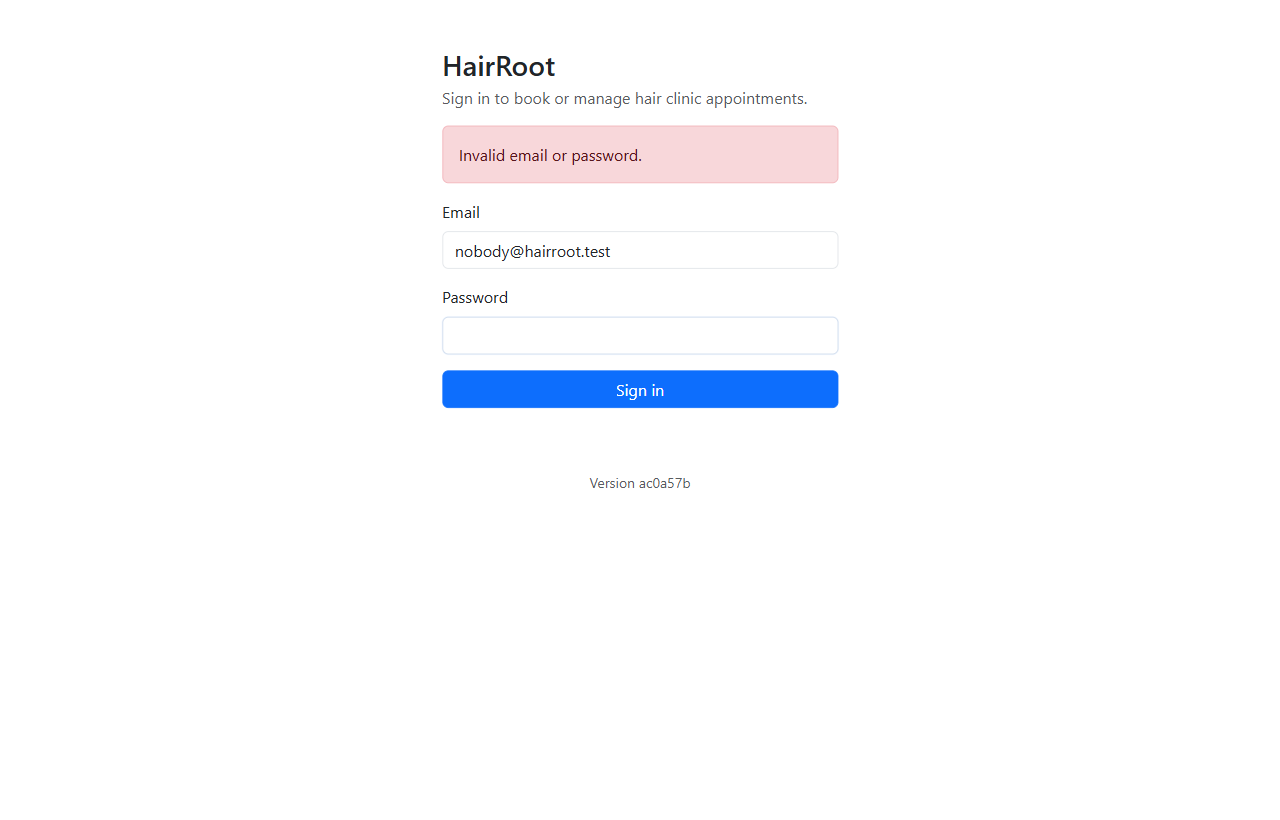 HairRoot
Sign in to book or manage hair clinic appointments.
Invalid email or password.
Email
nobody@hairroot.test
Password
Sign in
Version ac0a57b